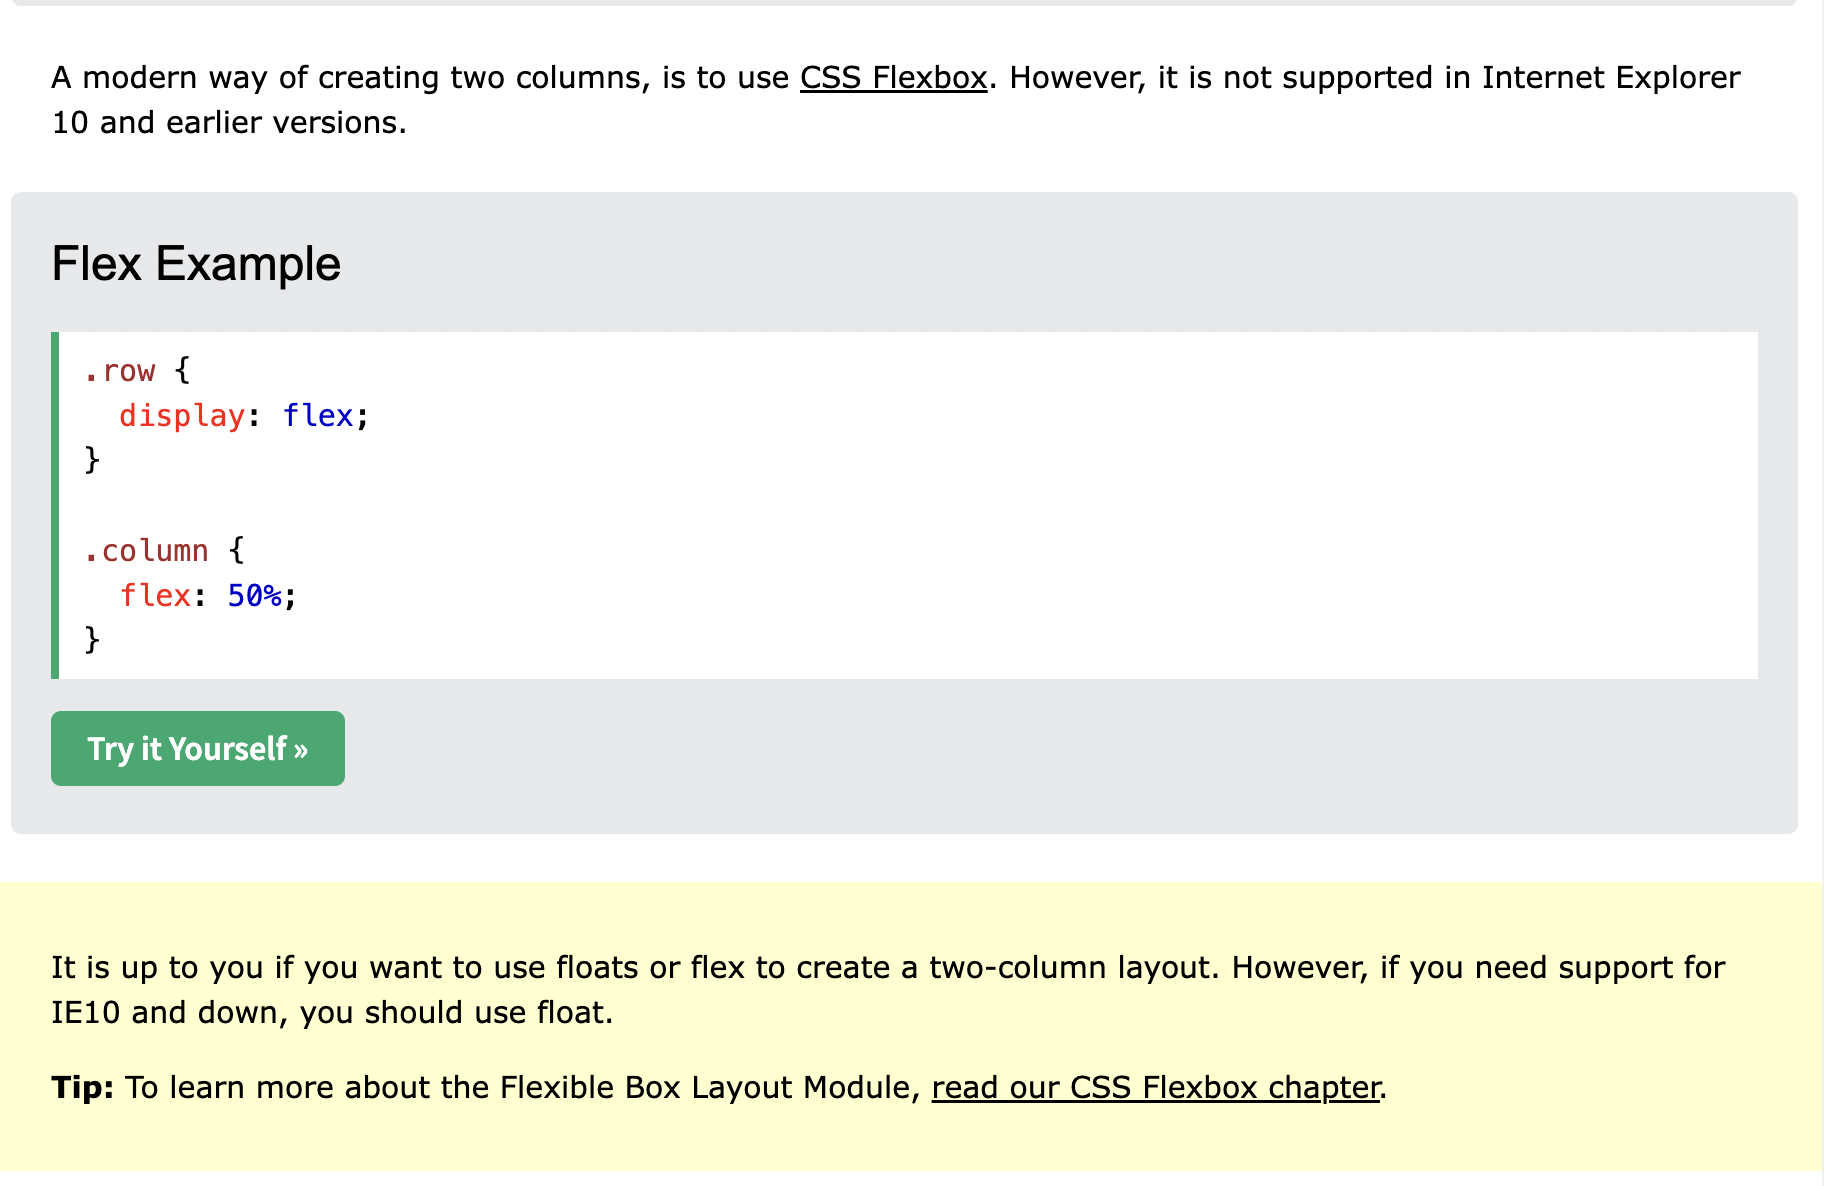 A modern way of creating two columns, is to use CSS Flexbox. However, it is not supported in Internet Explorer
10 and earlier versions.
Flex Example
.row {
  display: flex;
}
.column {
  flex: 50%;
}
Try it Yourself »
It is up to you if you want to use floats or flex to create a two-column layout. However, if you need support for
IE10 and down, you should use float.
Tip: To learn more about the Flexible Box Layout Module, read our CSS Flexbox chapter.